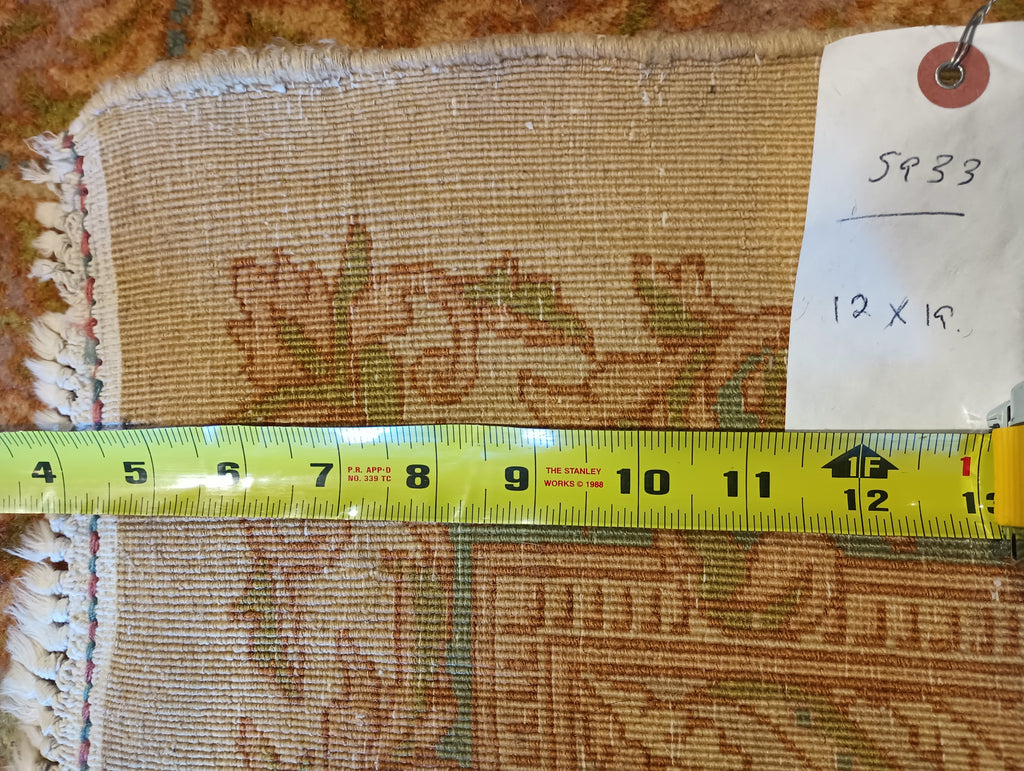 5933
12 X 19.
4 5 6 7 P.R. APP'D 8 9 THE STANLEY 10 11 1F 1
NO. 339 TC WORKS © 1988 12 13